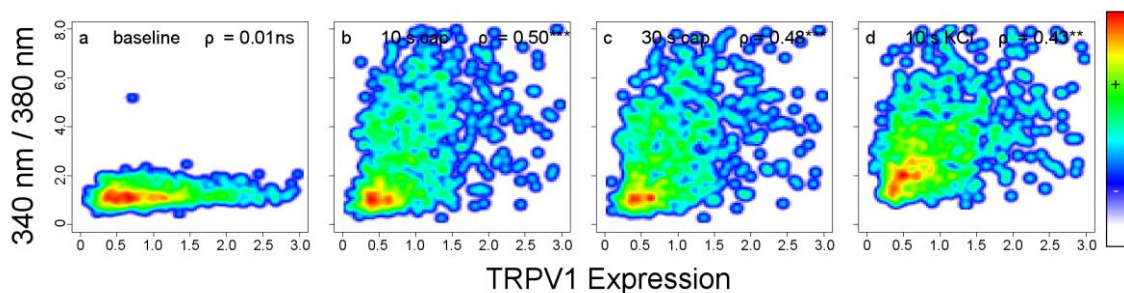 a baseline ρ = 0.01ns
b 10 s cap ρ = 0.50***
c 30 s cap ρ = 0.48***
d 10 s KCl ρ = 0.43**
340 nm / 380 nm
8.0
6.0
4.0
2.0
0
0 0.5 1.0 1.5 2.0 2.5 3.0
0 0.5 1.0 1.5 2.0 2.5 3.0
0 0.5 1.0 1.5 2.0 2.5 3.0
0 0.5 1.0 1.5 2.0 2.5 3.0
+
-
TRPV1 Expression